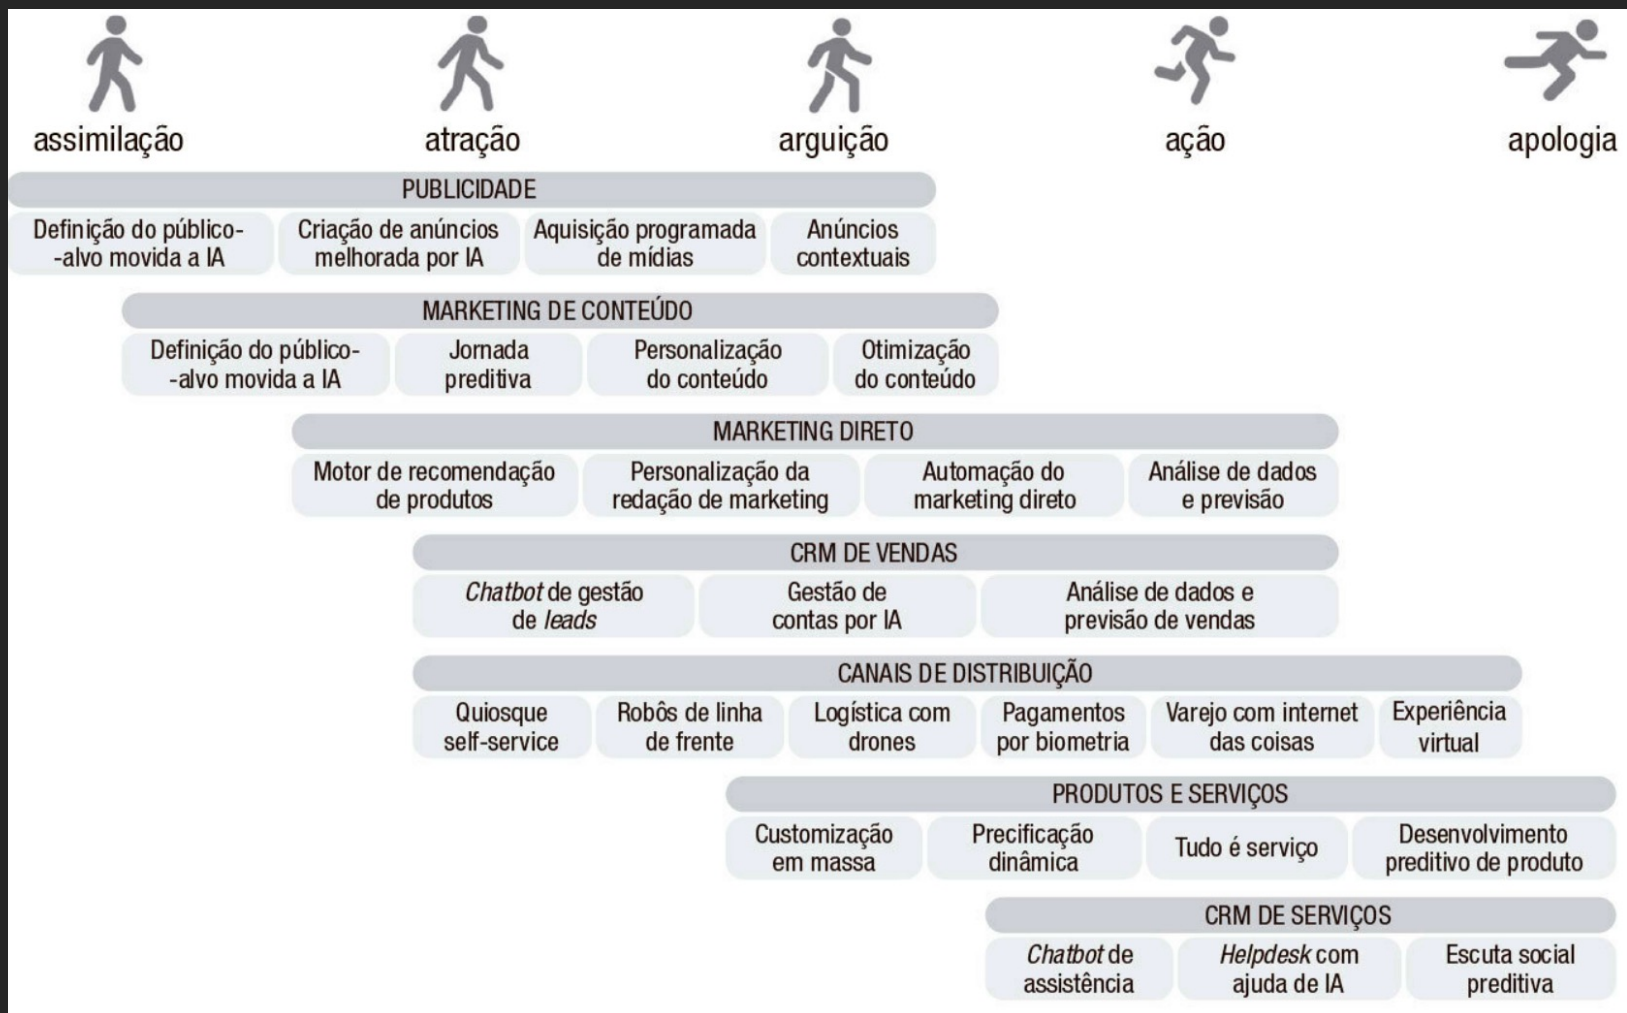 assimilação
atração
arguição
ação
apologia
PUBLICIDADE
Definição do público-
-alvo movida a IA
Criação de anúncios
melhorada por IA
Aquisição programada
de mídias
Anúncios
contextuais
MARKETING DE CONTEÚDO
Definição do público-
-alvo movida a IA
Jornada
preditiva
Personalização
do conteúdo
Otimização
do conteúdo
MARKETING DIRETO
Motor de recomendação
de produtos
Personalização da
redação de marketing
Automação do
marketing direto
Análise de dados
e previsão
CRM DE VENDAS
Chatbot de gestão
de leads
Gestão de
contas por IA
Análise de dados e
previsão de vendas
CANAIS DE DISTRIBUIÇÃO
Quiosque
self-service
Robôs de linha
de frente
Logística com
drones
Pagamentos
por biometria
Varejo com internet
das coisas
Experiência
virtual
PRODUTOS E SERVIÇOS
Customização
em massa
Precificação
dinâmica
Tudo é serviço
Desenvolvimento
preditivo de produto
CRM DE SERVIÇOS
Chatbot de
assistência
Helpdesk com
ajuda de IA
Escuta social
preditiva